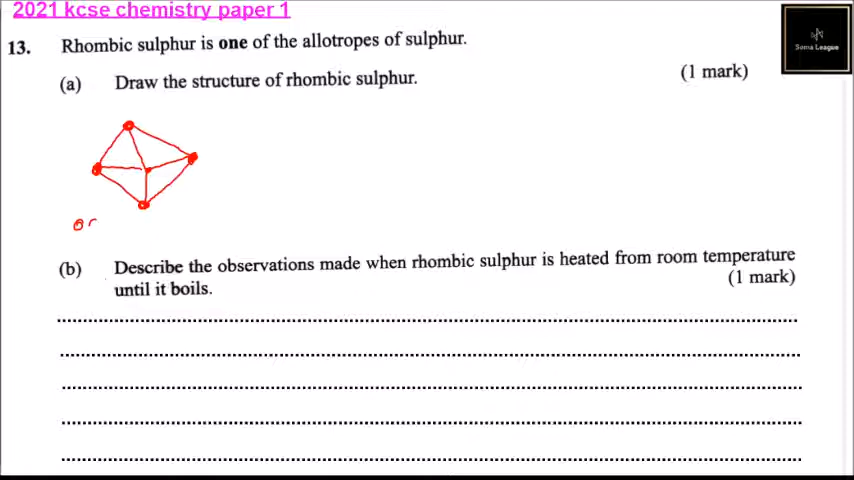 2021 kcse chemistry paper 1
Soma League
13. Rhombic sulphur is one of the allotropes of sulphur.
(a) Draw the structure of rhombic sulphur. (1 mark)
or
(b) Describe the observations made when rhombic sulphur is heated from room temperature
until it boils. (1 mark)